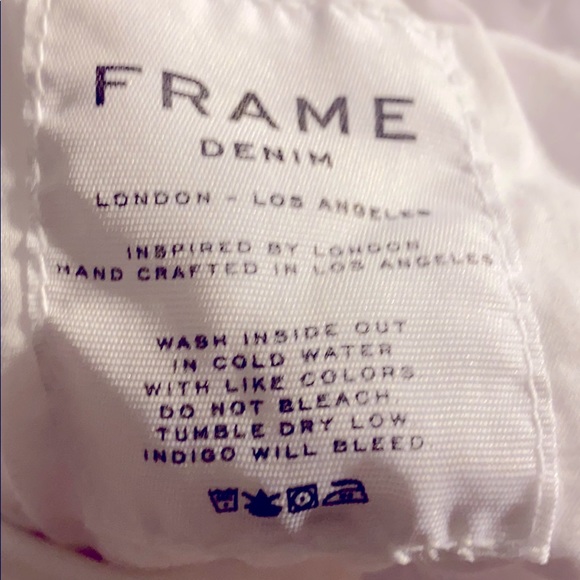 FRAME
DENIM
LONDON - LOS ANGELES
INSPIRED BY LONDON
HAND CRAFTED IN LOS ANGELES
WASH INSIDE OUT
IN COLD WATER
WITH LIKE COLORS
DO NOT BLEACH
TUMBLE DRY LOW
INDIGO WILL BLEED